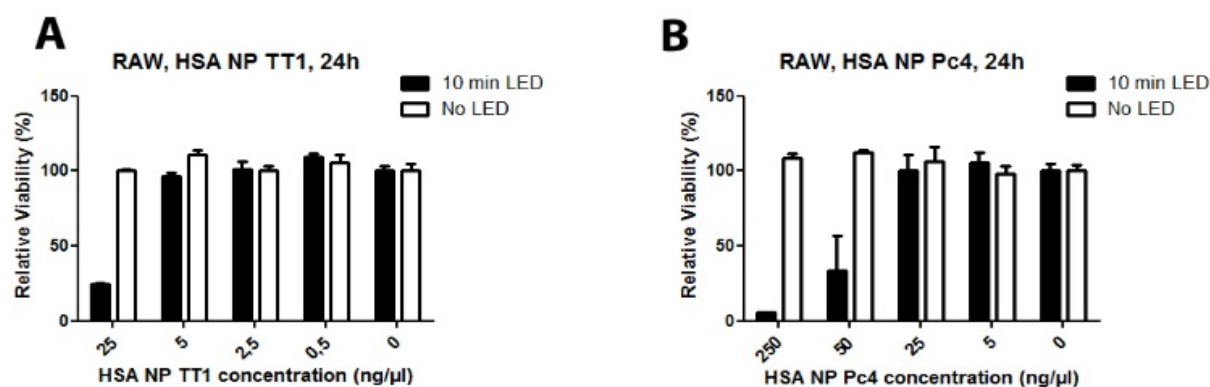 A
RAW, HSA NP TT1, 24h
10 min LED
No LED
Relative Viability (%)
150
100
50
0
25 5 2,5 0,5 0
HSA NP TT1 concentration (ng/µl)
B
RAW, HSA NP Pc4, 24h
10 min LED
No LED
Relative Viability (%)
150
100
50
0
250 50 25 5 0
HSA NP Pc4 concentration (ng/µl)